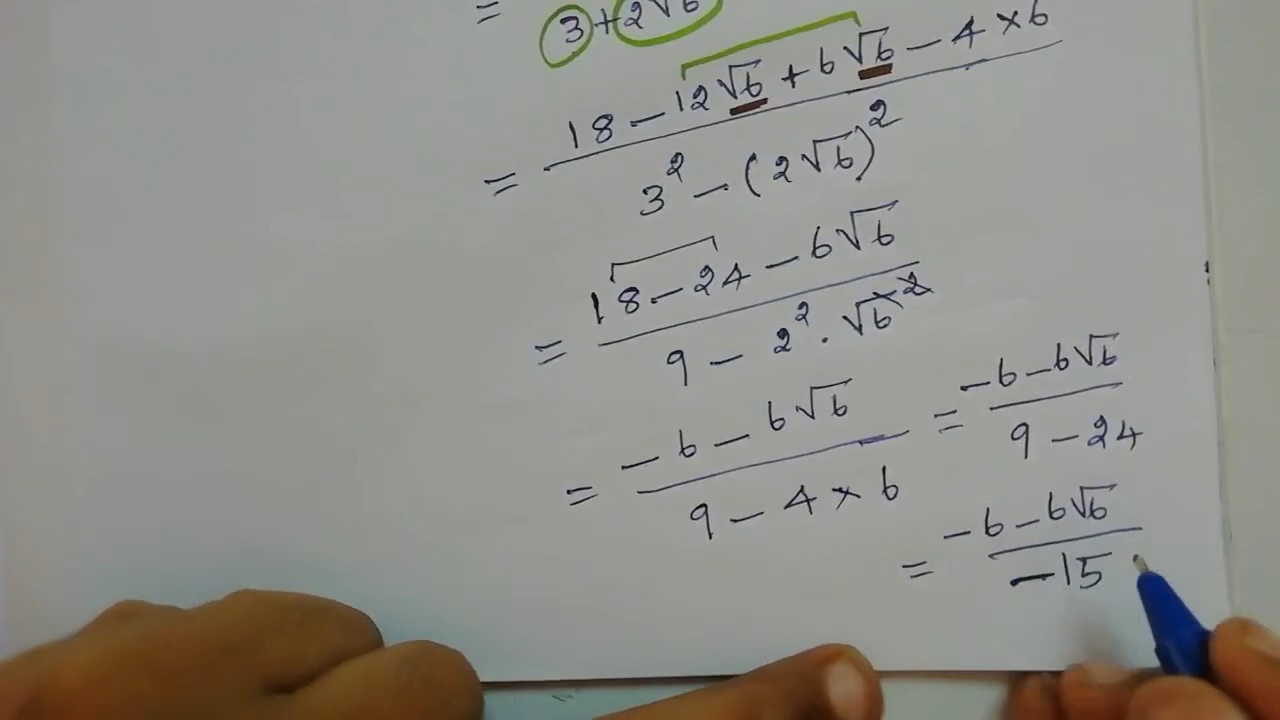 = 3 + 2√6
= 18 - 12√6 + 6√6 - 4 × 6 / 3² - (2√6)²
= 18 - 24 - 6√6 / 9 - 2² . √6²
= -6 - 6√6 / 9 - 4 × 6 = -6 - 6√6 / 9 - 24
= -6 - 6√6 / -15